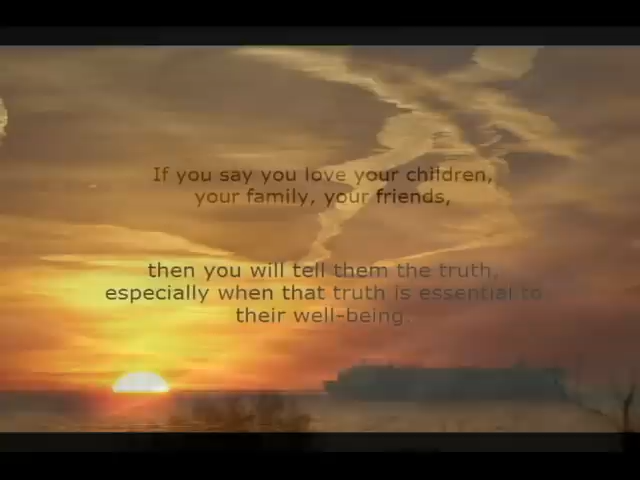 If you say you love your children,
your family, your friends,
then you will tell them the truth,
especially when that truth is essential to
their well-being.